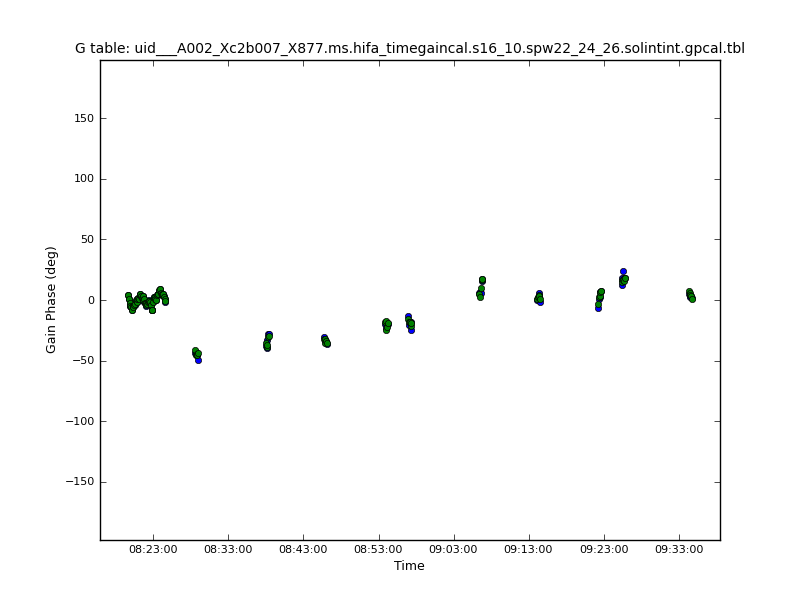 G table: uid___A002_Xc2b007_X877.ms.hifa_timegaincal.s16_10.spw22_24_26.solintint.gpcal.tbl
Gain Phase (deg)
150
100
50
0
−50
−100
−150
08:23:00 08:33:00 08:43:00 08:53:00 09:03:00 09:13:00 09:23:00 09:33:00
Time